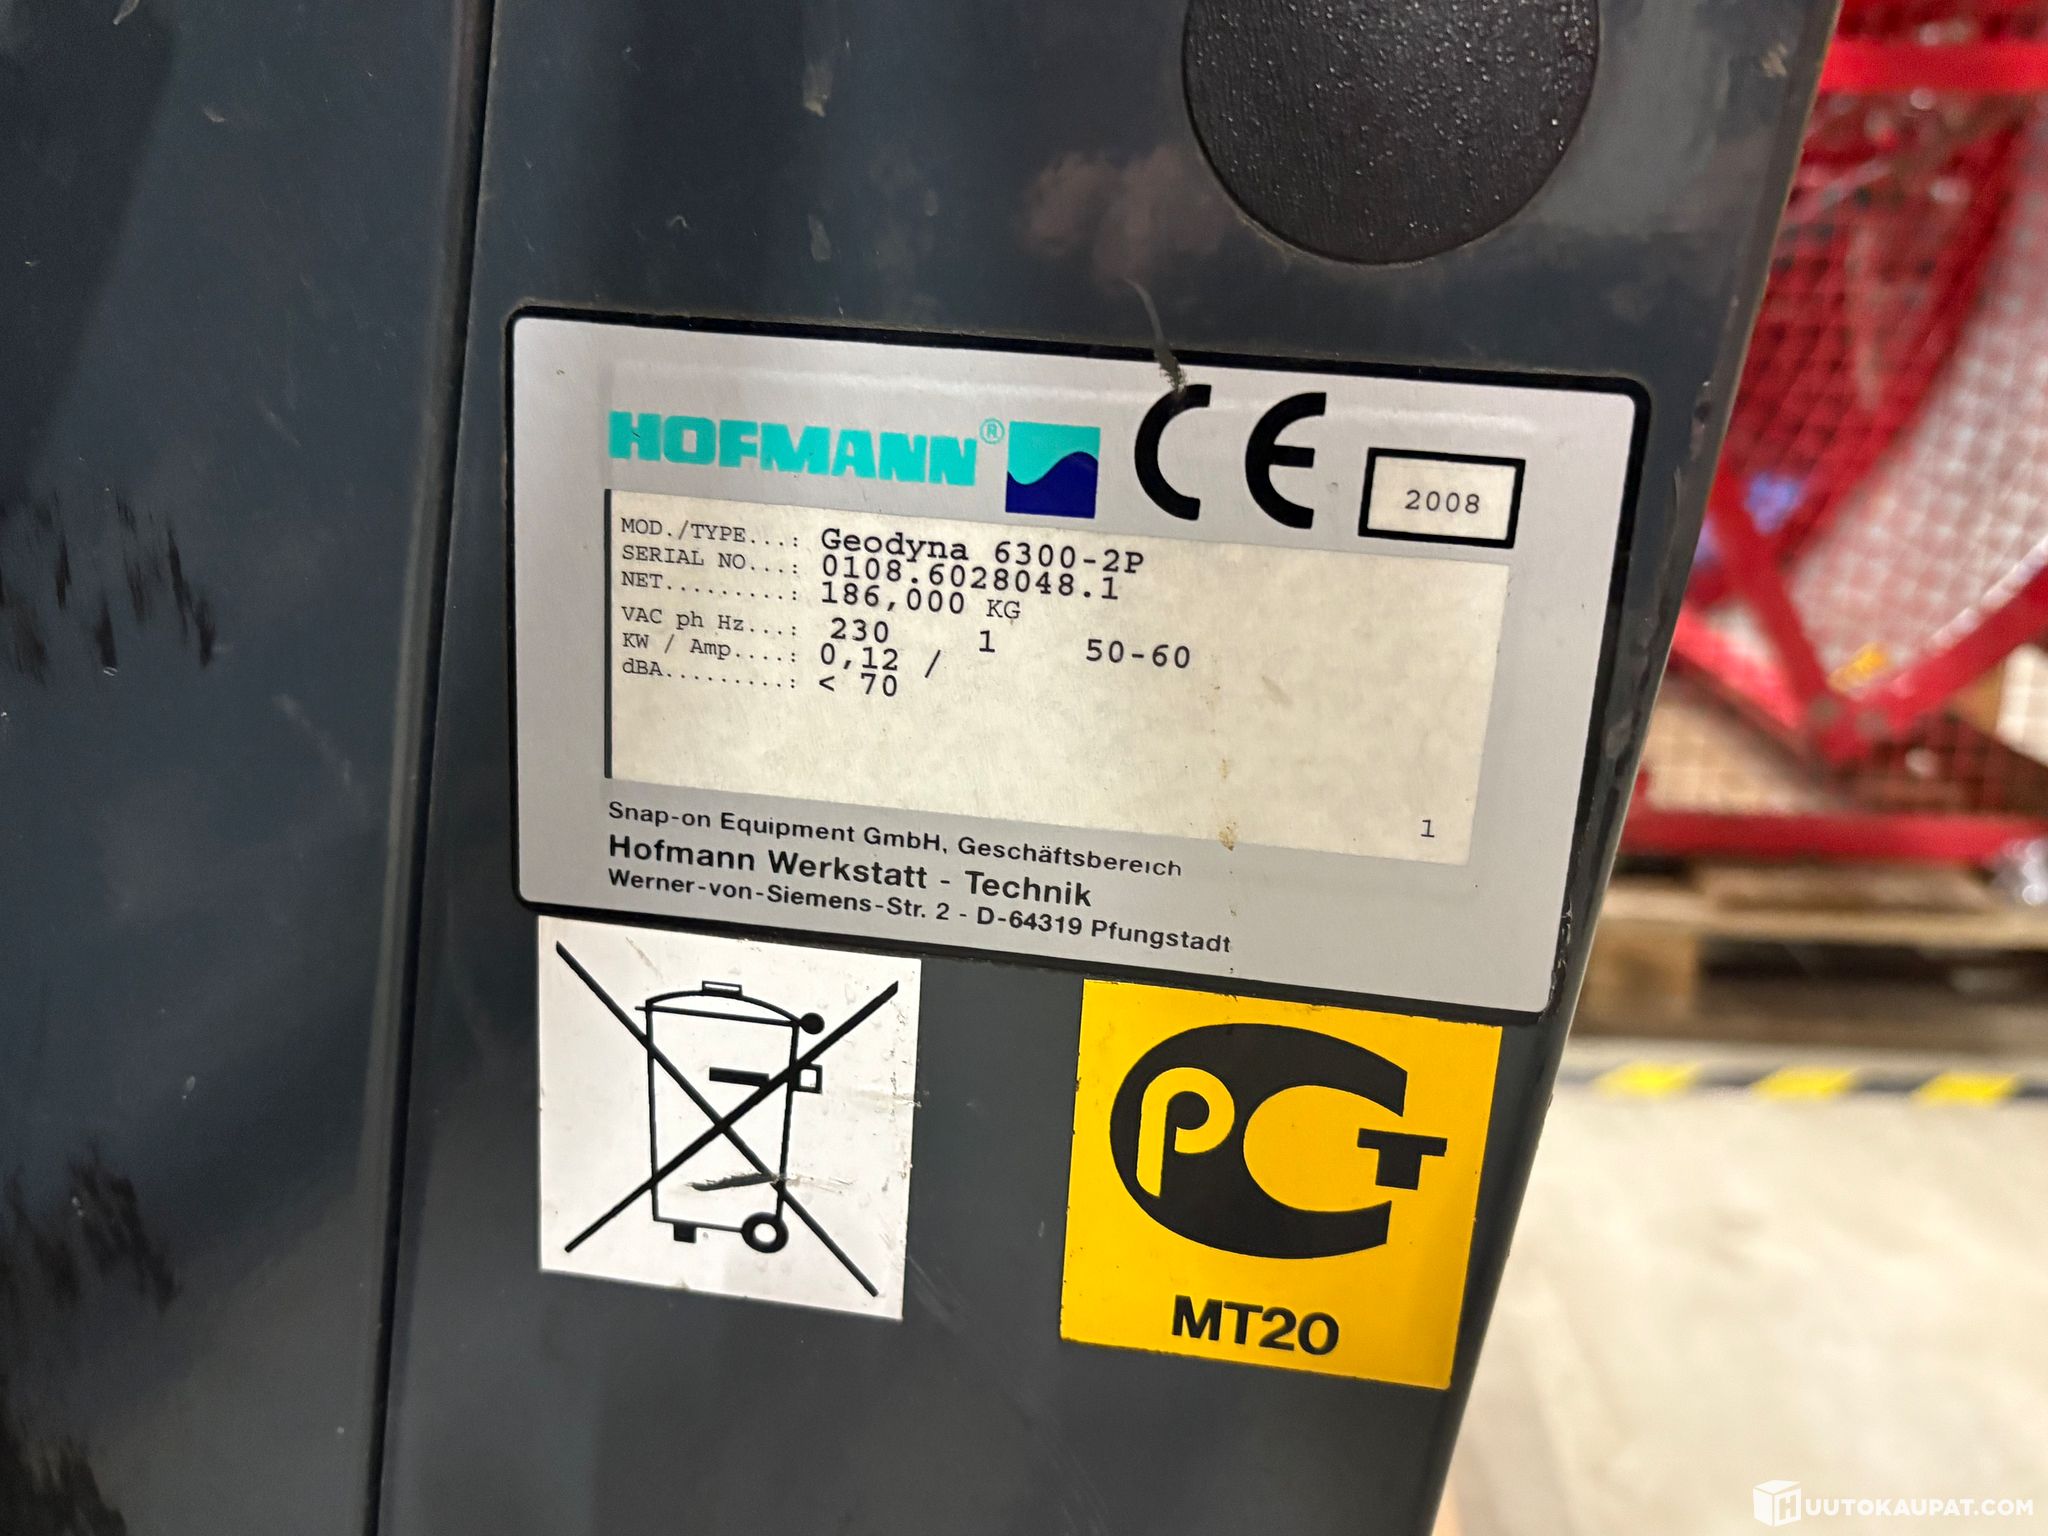 HOFMANN® CE 2008
MOD./TYPE...: Geodyna 6300-2P
SERIAL NO...: 0108.6028048.1
NET.........: 186,000 KG
VAC ph Hz...: 230 1 50-60
KW / Amp....: 0,12 /
dBA.........: < 70
1
Snap-on Equipment GmbH, Geschäftsbereich
Hofmann Werkstatt - Technik
Werner-von-Siemens-Str. 2 - D-64319 Pfungstadt
PCT
MT20
HUUTOKAUPAT.COM